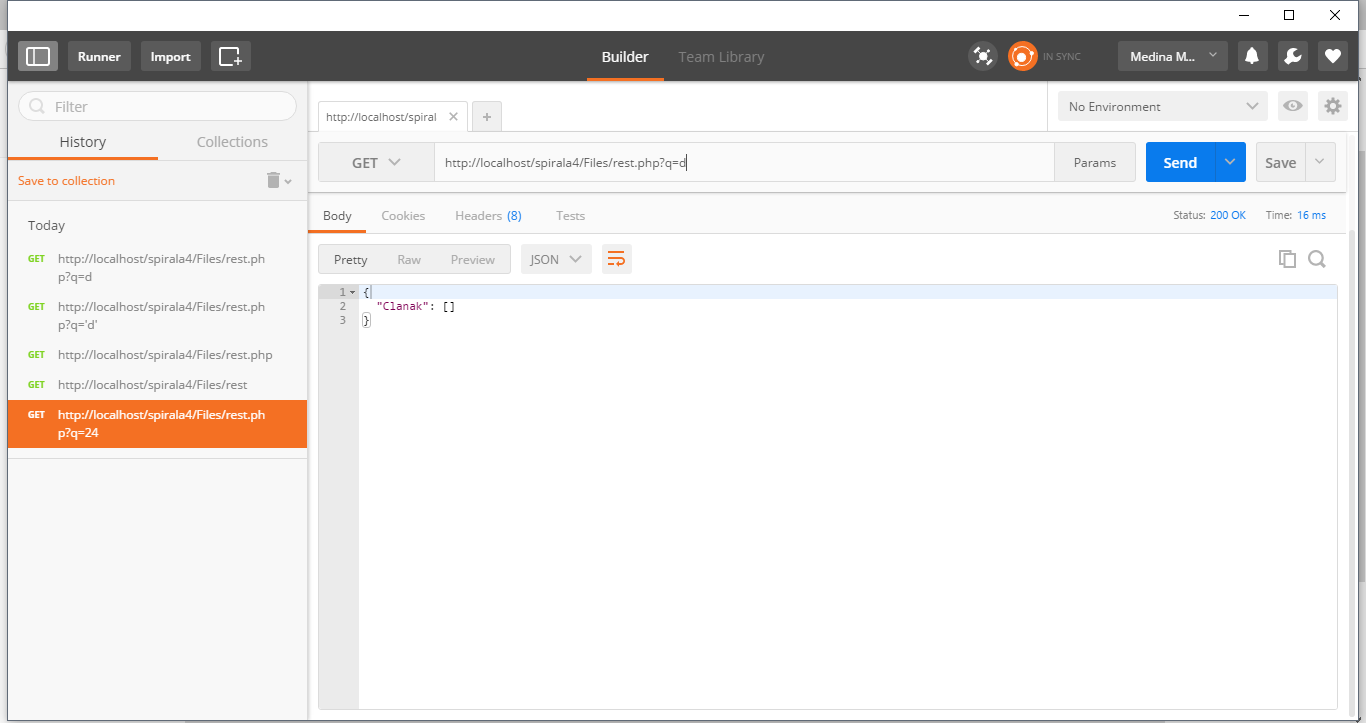 Runner
Import
Builder
Team Library
IN SYNC
Medina M...
Filter
History
Collections
Save to collection
Today
GET http://localhost/spirala4/Files/rest.ph
p?q=d
GET http://localhost/spirala4/Files/rest.ph
p?q='d'
GET http://localhost/spirala4/Files/rest.php
GET http://localhost/spirala4/Files/rest
GET http://localhost/spirala4/Files/rest.ph
p?q=24
http://localhost/spiral
No Environment
GET
http://localhost/spirala4/Files/rest.php?q=d
Params
Send
Save
Body
Cookies
Headers (8)
Tests
Status: 200 OK
Time: 16 ms
Pretty
Raw
Preview
JSON
1 {
2 "Clanak": []
3 }